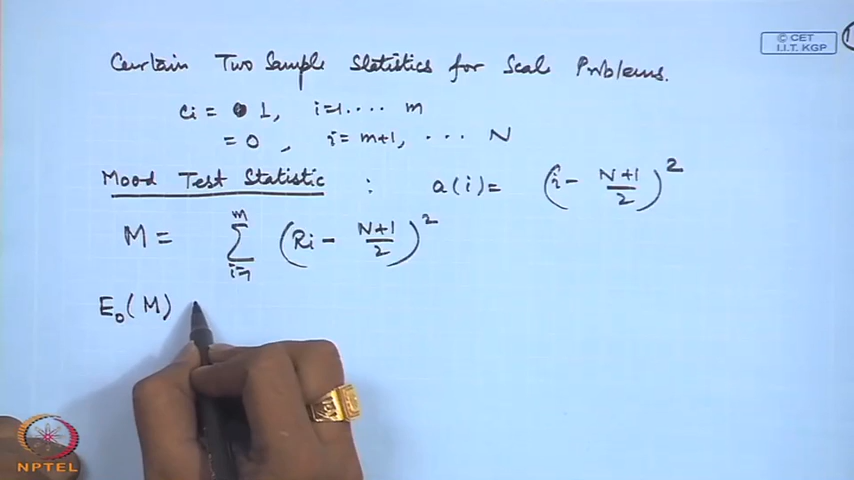 © CET
I.I.T. KGP
Certain Two Sample Statistics for Scale Problems.
ci = 1, i=1.... m
= 0, i= m+1, ... N
Mood Test Statistic : a(i)= (i - N+1/2)^2
M = Σ_{i=1}^{m} (Ri - N+1/2)^2
E₀(M)
NPTEL